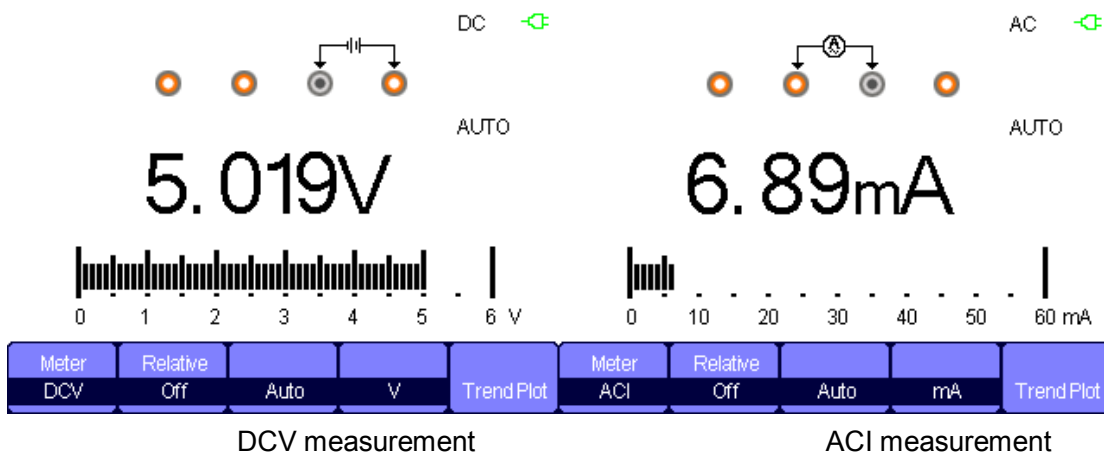 DC
AUTO
5.019V
0 1 2 3 4 5 6 V
Meter Relative
DCV Off Auto V Trend Plot
DCV measurement
AC
A
AUTO
6.89mA
0 10 20 30 40 50 60 mA
Meter Relative
ACI Off Auto mA Trend Plot
ACI measurement